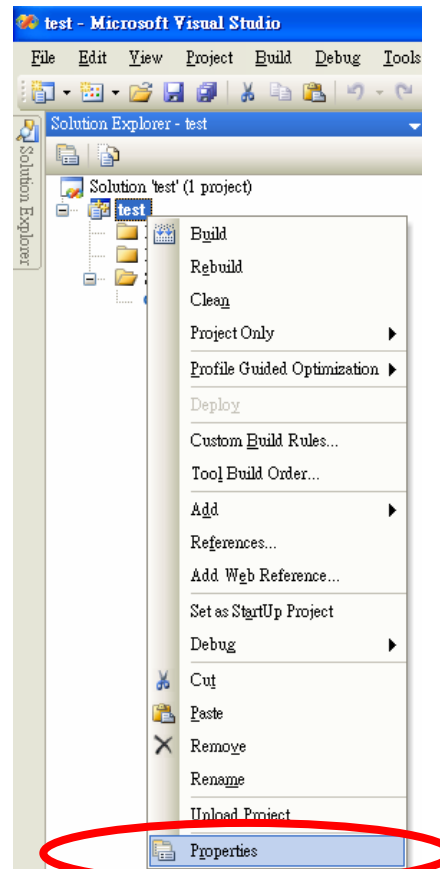 test - Microsoft Visual Studio
File Edit View Project Build Debug Tools
Solution Explorer - test
Solution Explorer
Solution 'test' (1 project)
test
Build
Rebuild
Clean
Project Only
Profile Guided Optimization
Deploy
Custom Build Rules...
Tool Build Order...
Add
References...
Add Web Reference...
Set as StartUp Project
Debug
Cut
Paste
Remove
Rename
Unload Project
Properties